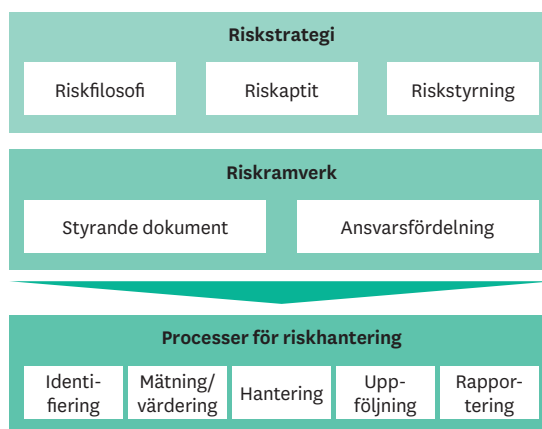 Riskstrategi
Riskfilosofi
Riskaptit
Riskstyrning
Riskramverk
Styrande dokument
Ansvarsfördelning
Processer för riskhantering
Identi-
fiering
Mätning/
värdering
Hantering
Upp-
följning
Rappor-
tering